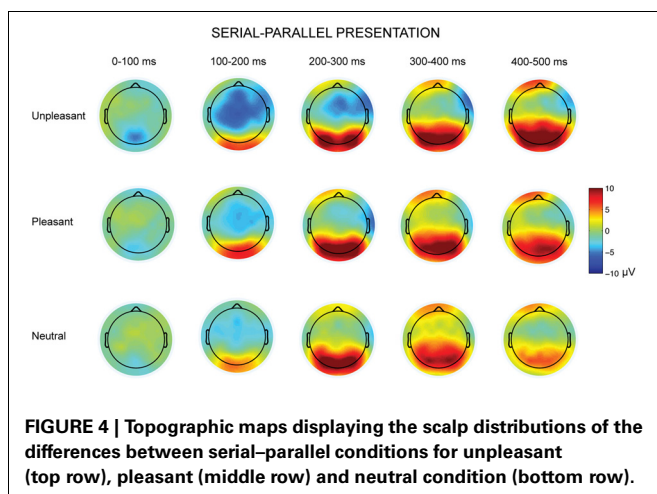 SERIAL-PARALLEL PRESENTATION
0-100 ms 100-200 ms 200-300 ms 300-400 ms 400-500 ms
Unpleasant
Pleasant
10
5
0
-5
-10 μV
Neutral
FIGURE 4 | Topographic maps displaying the scalp distributions of the
differences between serial–parallel conditions for unpleasant
(top row), pleasant (middle row) and neutral condition (bottom row).